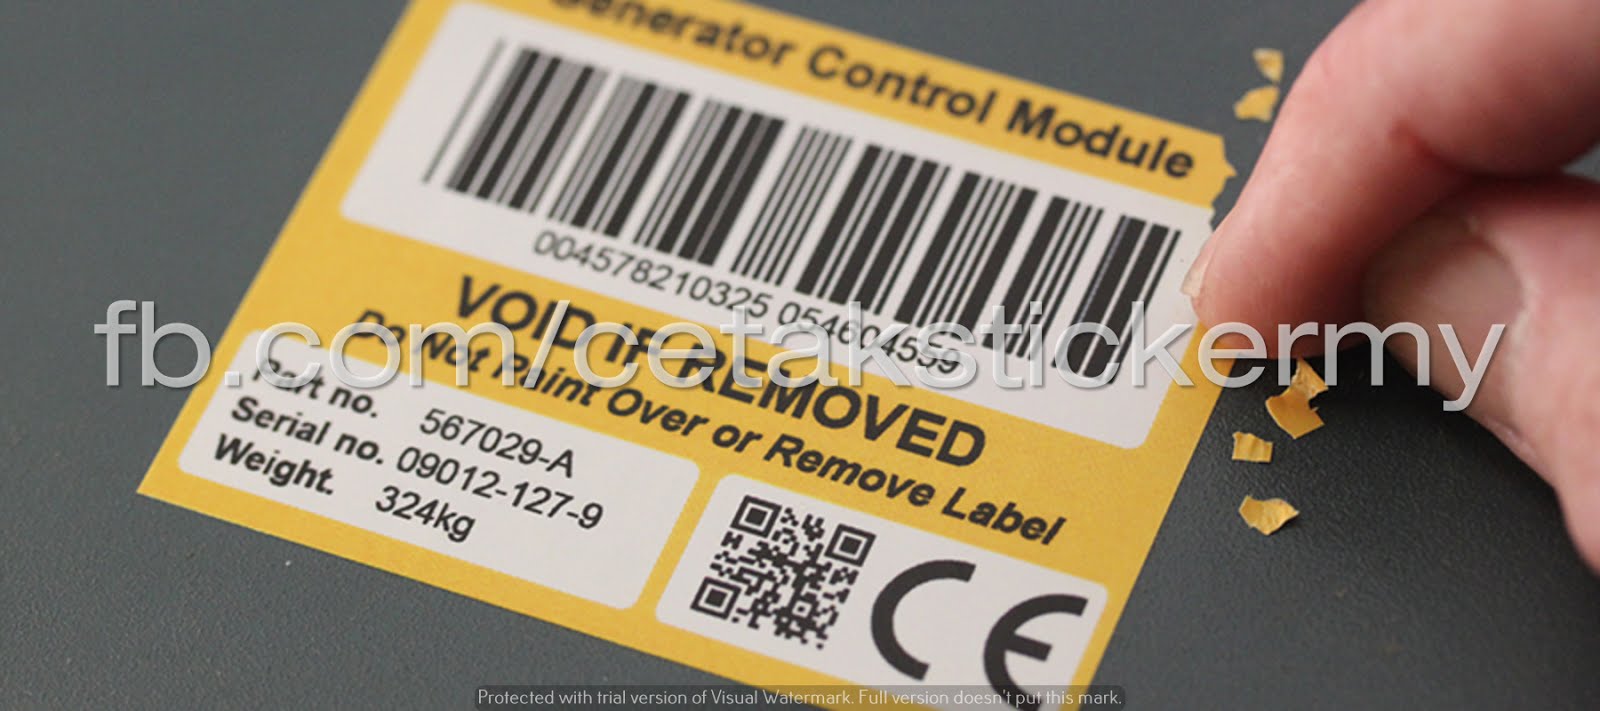 Generator Control Module
004578210325 054604559
VOID IF REMOVED
Do Not Paint Over or Remove Label
Part no. 567029-A
Serial no. 09012-127-9
Weight. 324kg
CE
fb.com/cetakstickermy
Protected with trial version of Visual Watermark. Full version doesn't put this mark.